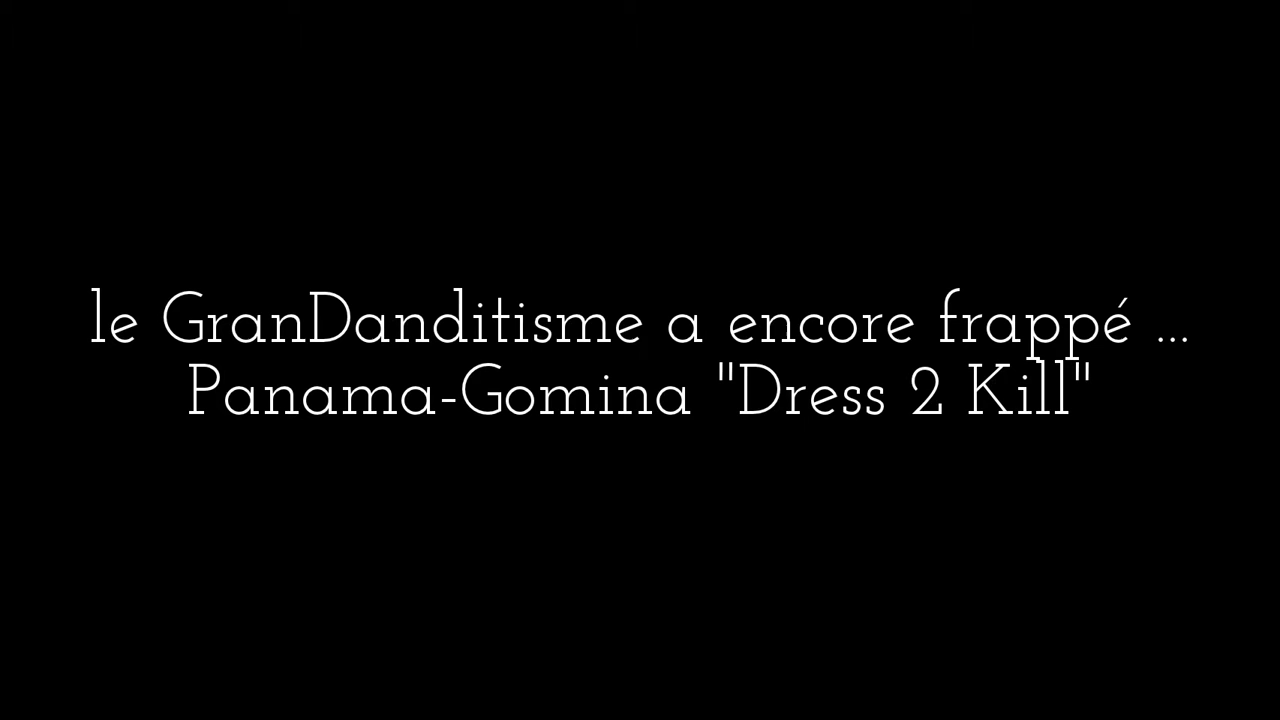 le GranDanditisme a encore frappé ...
Panama-Gomina "Dress 2 Kill"